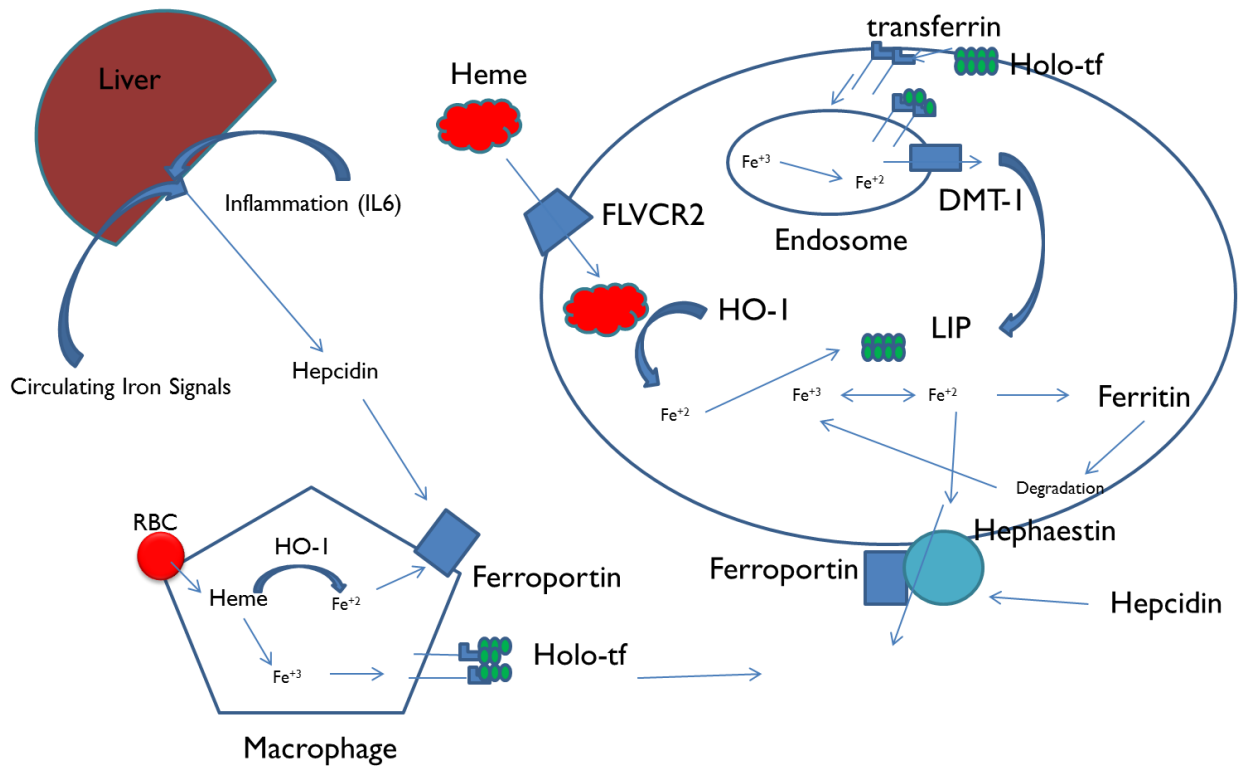 Liver
Inflammation (IL6)
Circulating Iron Signals
Hepcidin
Heme
FLVCR2
HO-1
Fe+2
transferrin
Holo-tf
Fe+3
Fe+2
DMT-1
Endosome
LIP
Fe+3
Fe+2
Ferritin
Degradation
Hephaestin
Ferroportin
Hepcidin
RBC
HO-1
Heme
Fe+2
Fe+3
Ferroportin
Holo-tf
Macrophage